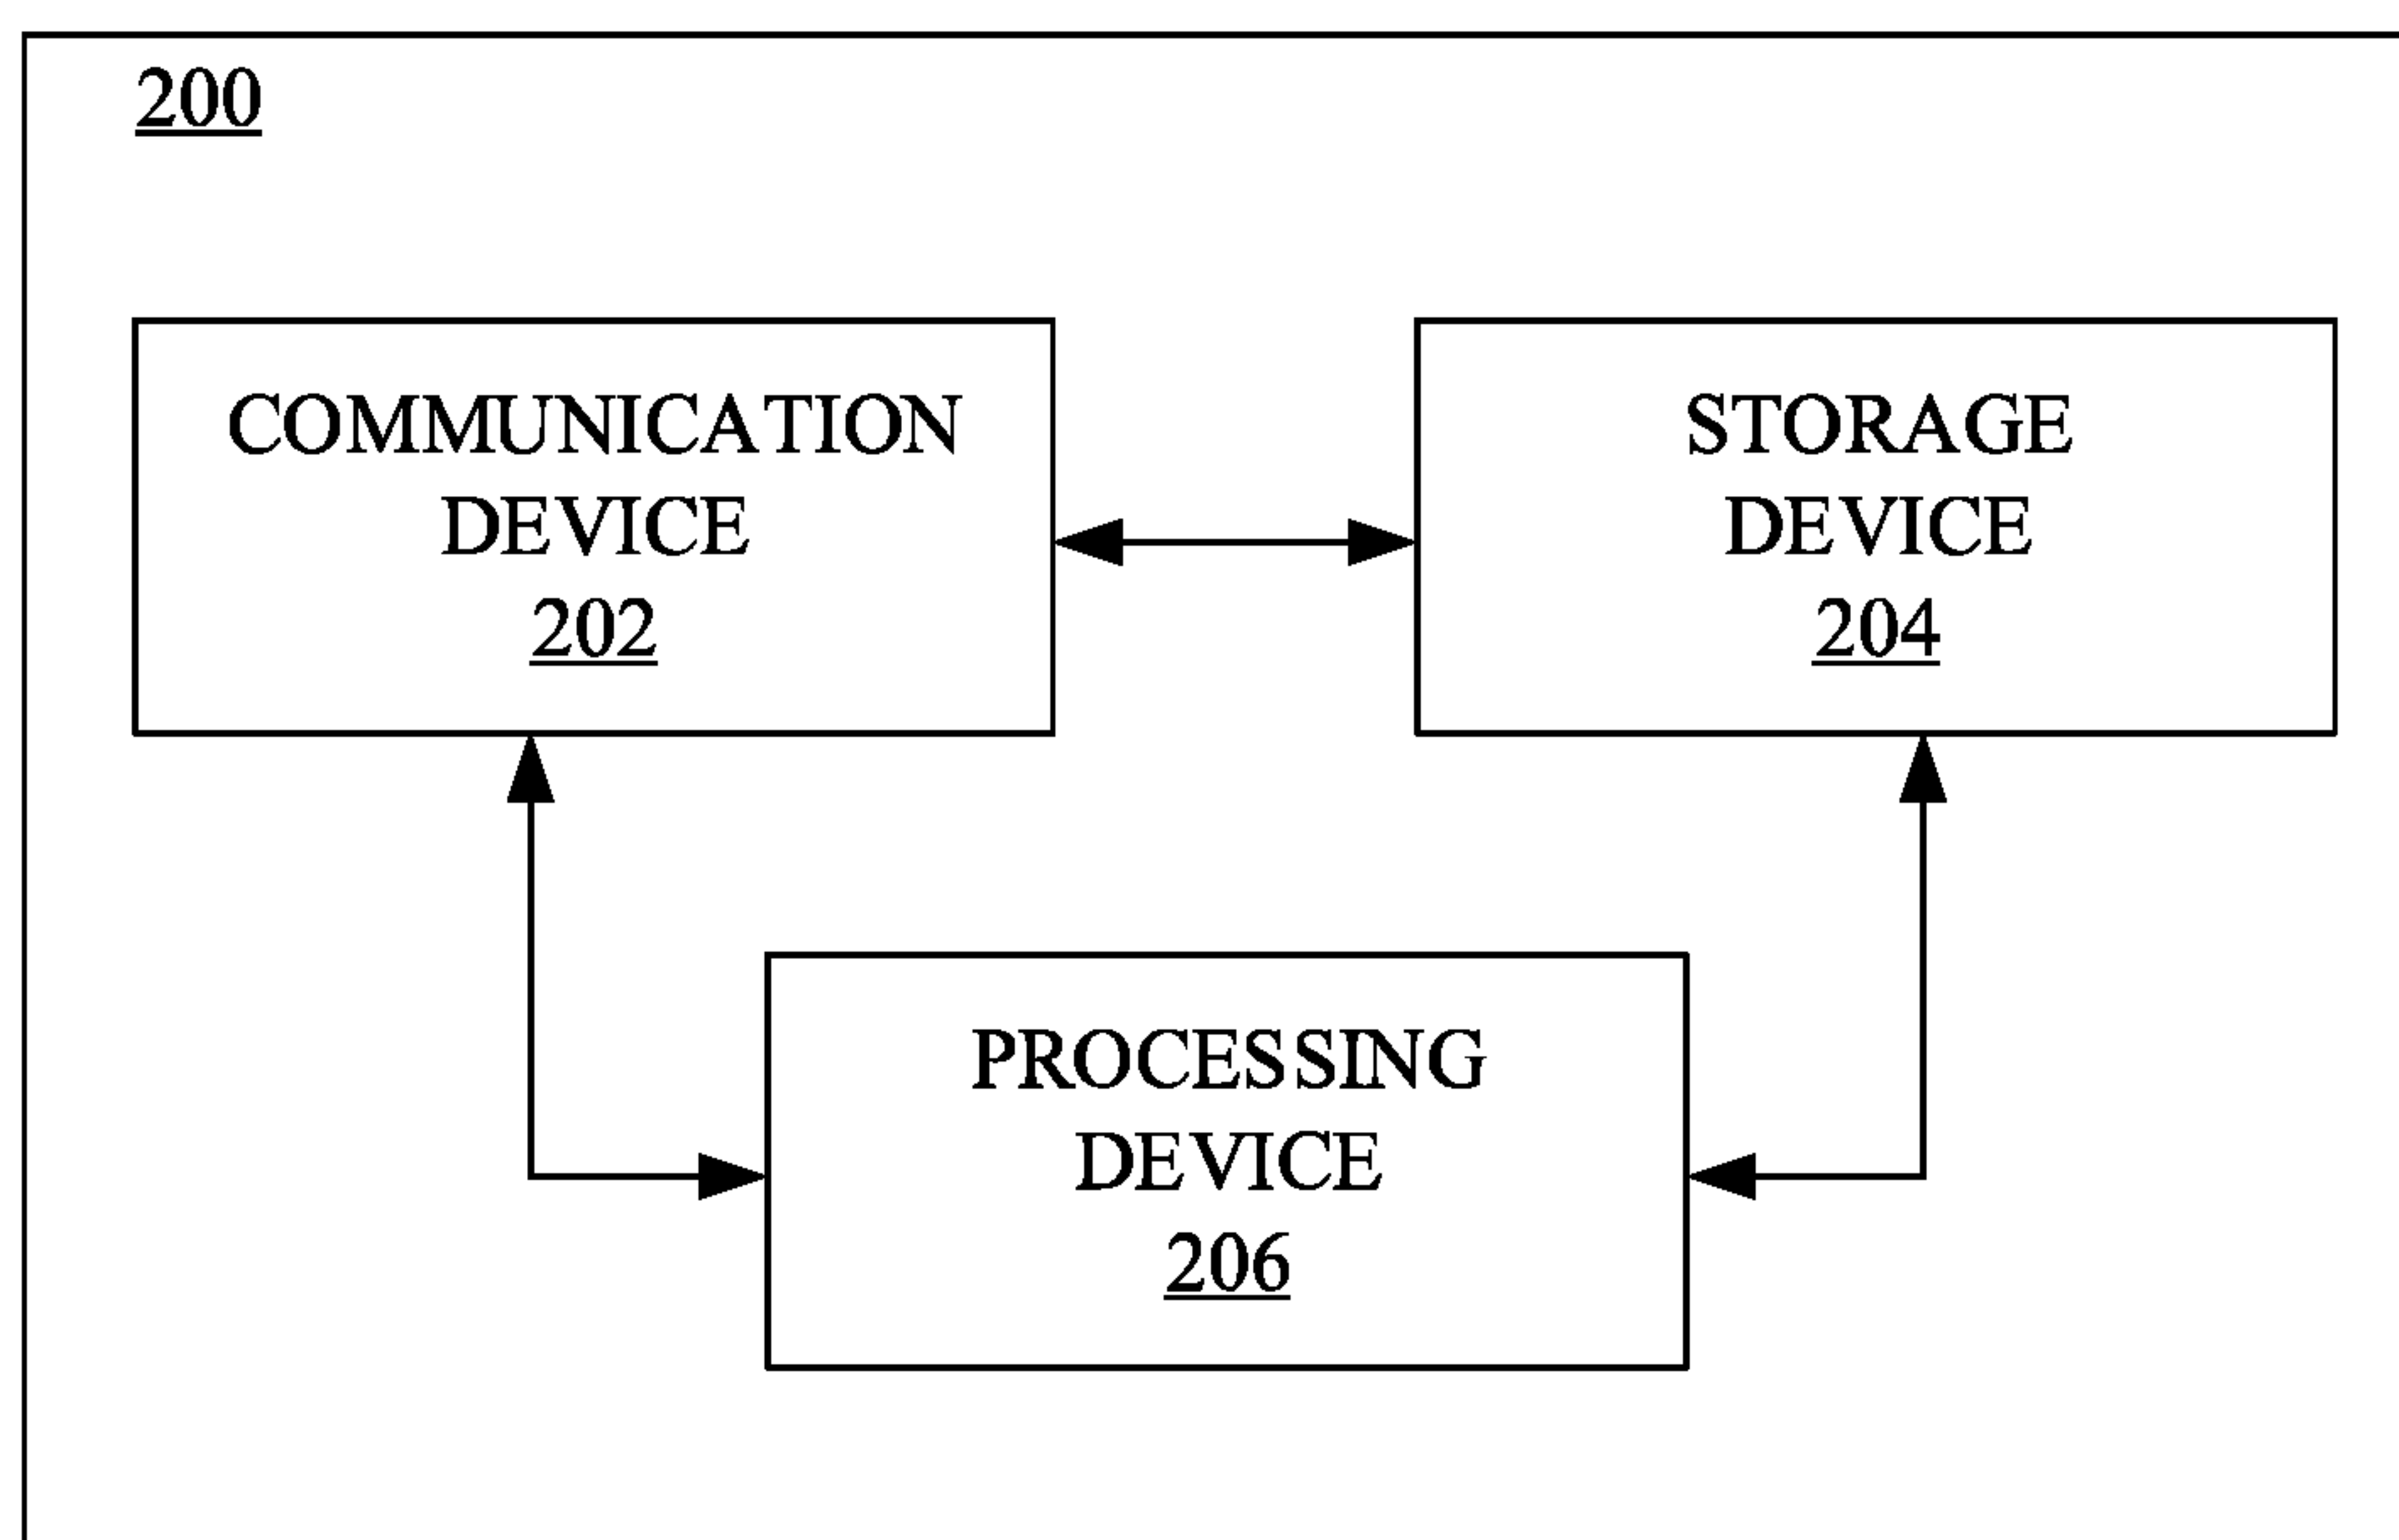 200
COMMUNICATION
DEVICE
202
STORAGE
DEVICE
204
PROCESSING
DEVICE
206